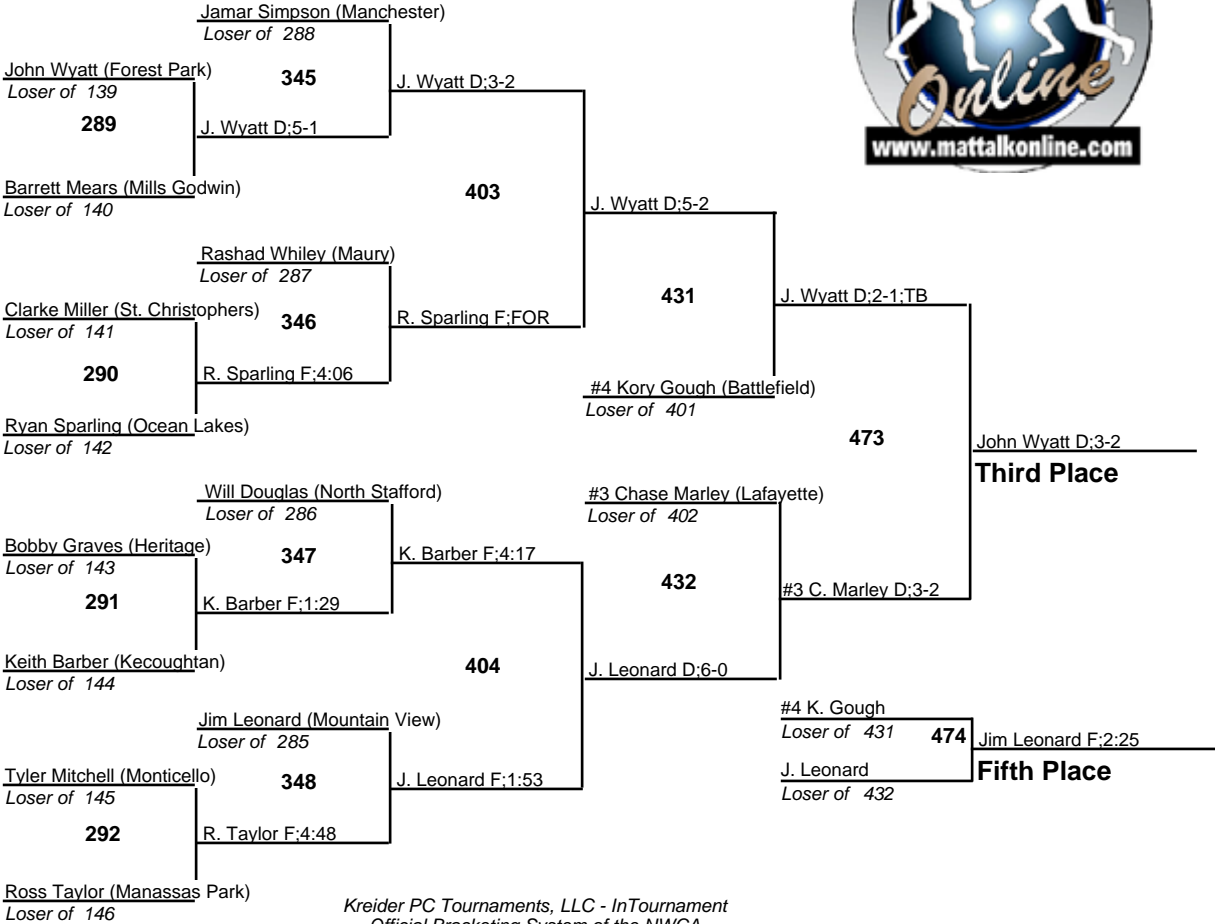 Jamar Simpson (Manchester)
Loser of 288
John Wyatt (Forest Park)
Loser of 139
345
J. Wyatt D;3-2
289
J. Wyatt D;5-1
Barrett Mears (Mills Godwin)
Loser of 140
403
J. Wyatt D;5-2
Rashad Whiley (Maury)
Loser of 287
Clarke Miller (St. Christophers)
Loser of 141
346
R. Sparling F;FOR
431
J. Wyatt D;2-1;TB
290
R. Sparling F;4:06
#4 Kory Gough (Battlefield)
Loser of 401
Ryan Sparling (Ocean Lakes)
Loser of 142
473
John Wyatt D;3-2
Third Place
Will Douglas (North Stafford)
Loser of 286
#3 Chase Marley (Lafayette)
Loser of 402
Bobby Graves (Heritage)
Loser of 143
347
K. Barber F;4:17
432
#3 C. Marley D;3-2
291
K. Barber F;1:29
Keith Barber (Kecoughtan)
Loser of 144
404
J. Leonard D;6-0
Jim Leonard (Mountain View)
Loser of 285
#4 K. Gough
Loser of 431
474
Jim Leonard F;2:25
Fifth Place
J. Leonard
Loser of 432
Tyler Mitchell (Monticello)
Loser of 145
348
J. Leonard F;1:53
292
R. Taylor F;4:48
Ross Taylor (Manassas Park)
Loser of 146
Kreider PC Tournaments, LLC - InTournament
Official Bracketing System of the NWCA
Online
www.mattalkonline.com